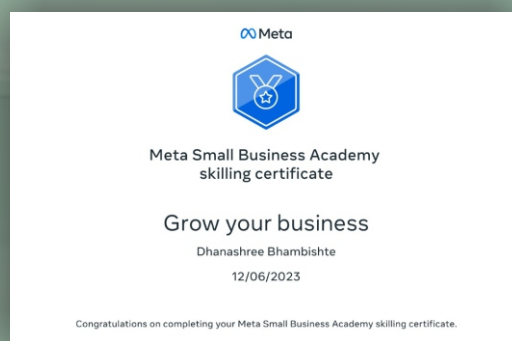 Meta
Meta Small Business Academy
skilling certificate
Grow your business
Dhanashree Bhambishte
12/06/2023
Congratulations on completing your Meta Small Business Academy skilling certificate.